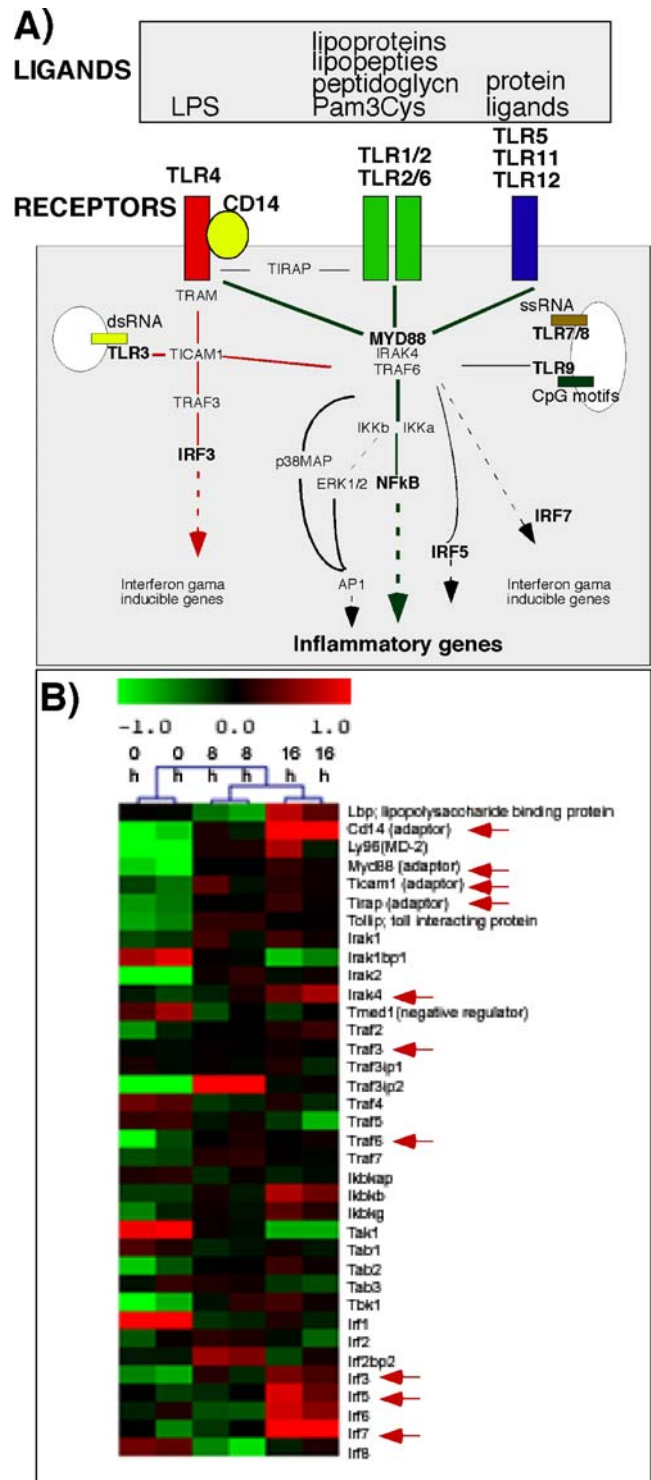 A)
LIGANDS
LPS
lipoproteins
lipopepties
peptidoglycn
Pam3Cys
protein
ligands
TLR4
CD14
TLR1/2
TLR2/6
TLR5
TLR11
TLR12
RECEPTORS
TIRAP
TRAM
dsRNA
TLR3
TICAM1
TRAF3
IRF3
Interferon gama
inducible genes
MYD88
IRAK4
TRAF6
ssRNA
TLR7/8
TLR9
CpG motifs
IKKb
IKKa
p38MAP
ERK1/2
NFkB
AP1
IRF5
IRF7
Interferon gama
inducible genes
Inflammatory genes
B)
-1.0 0.0 1.0
0 0 8 8 16 16
h h h h h h
Lbp; lipopolysaccharide binding protein
Cd14 (adaptor)
Ly96(MD-2)
Myd88 (adaptor)
Ticam1 (adaptor)
Tirap (adaptor)
Tollip; toll interacting protein
Irak1
Irak1bp1
Irak2
Irak4
Tmed1(negative regulator)
Traf2
Traf3
Traf3ip1
Traf3ip2
Traf4
Traf5
Traf6
Traf7
Ikbkap
Ikbkb
Ikbkg
Tak1
Tab1
Tab2
Tab3
Tbk1
Irf1
Irf2
Irf2bp2
Irf3
Irf5
Irf6
Irf7
Irf8